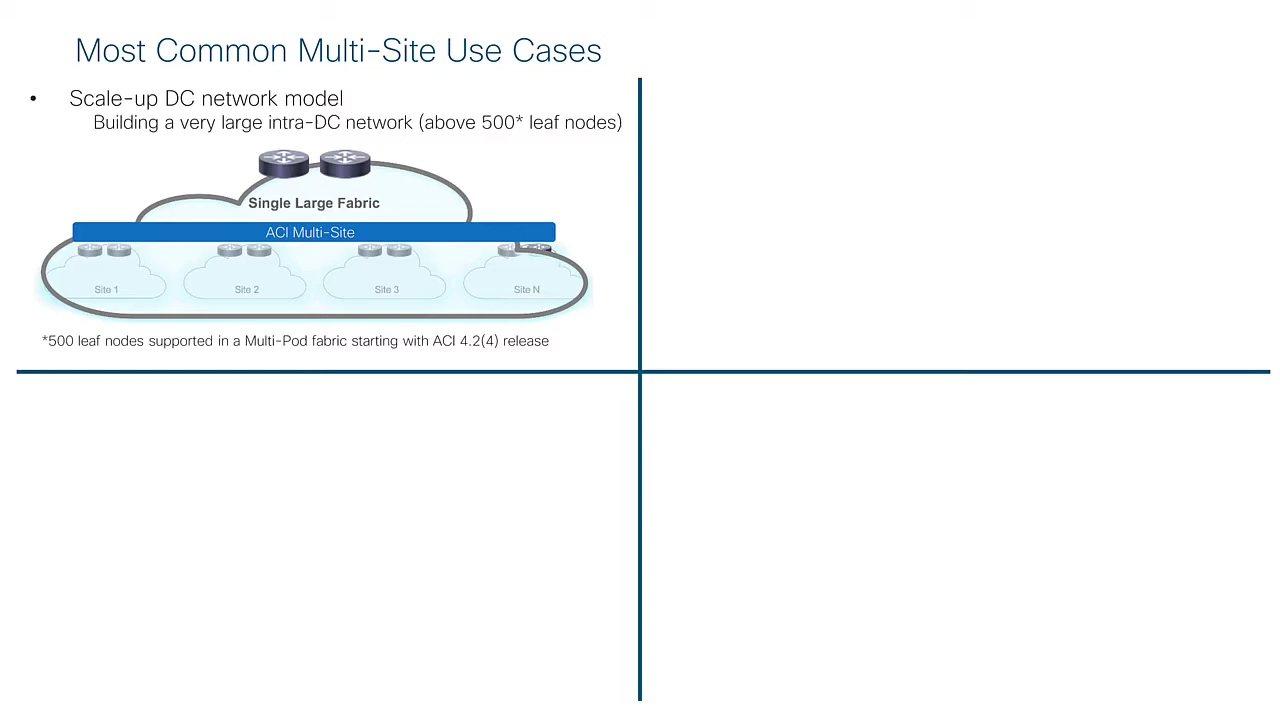 Most Common Multi-Site Use Cases
• Scale-up DC network model
Building a very large intra-DC network (above 500* leaf nodes)
Single Large Fabric
ACI Multi-Site
Site 1
Site 2
Site 3
Site N
*500 leaf nodes supported in a Multi-Pod fabric starting with ACI 4.2(4) release